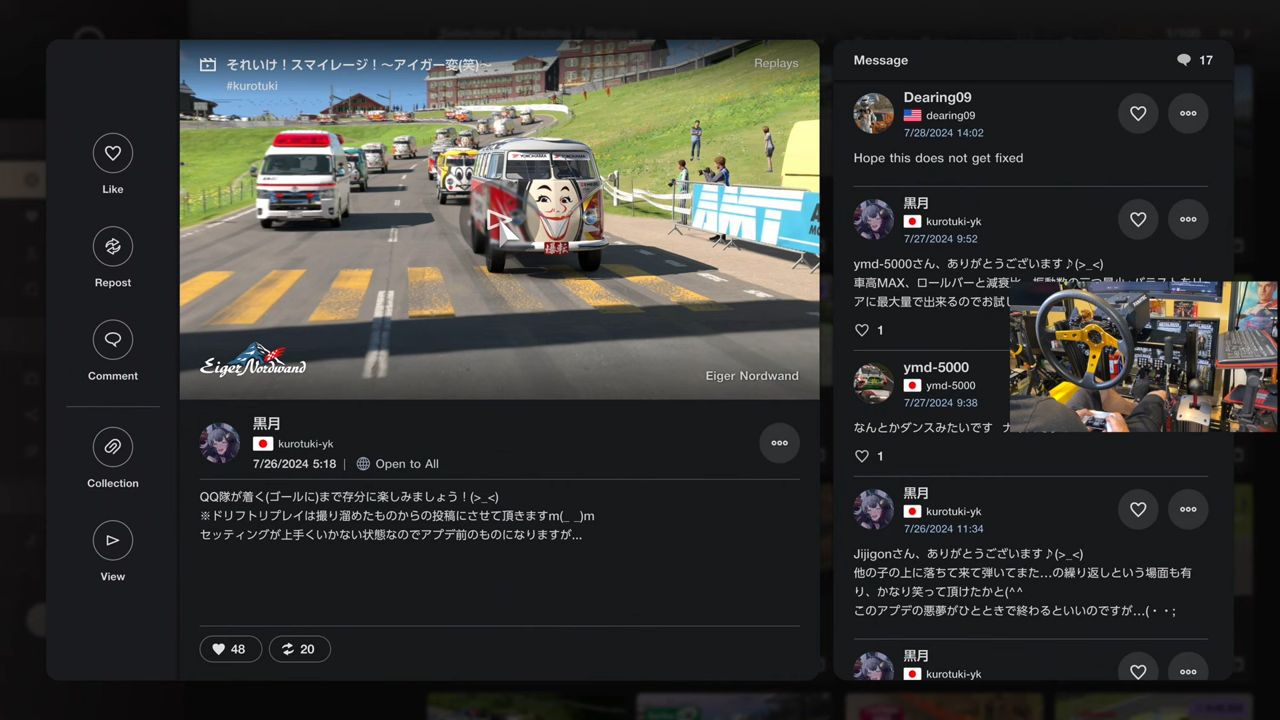 それいけ！スマイレージ！〜アイガー変(笑)〜
#kurotuki
Replays
YOKOHAMA
YOKOHAMA
Eiger Nordwand
Eiger Nordwand
Like
Repost
Comment
Collection
View
黒月
kurotuki-yk
7/26/2024 5:18 | Open to All
QQ隊が着く(ゴールに)まで存分に楽しみましょう！(>_<)
※ドリフトリプレイは撮り溜めたものからの投稿にさせて頂きますm(_ _)m
セッティングが上手くいかない状態なのでアプデ前のものになりますが...
48
20
Message
17
Dearing09
dearing09
7/28/2024 14:02
Hope this does not get fixed
黒月
kurotuki-yk
7/27/2024 9:52
ymd-5000さん、ありがとうございます♪(>_<)
車高MAX、ロールバーと減衰
アに最大量で出来るのでお試し
1
ymd-5000
ymd-5000
7/27/2024 9:38
なんとかダンスみたいです
1
黒月
kurotuki-yk
7/26/2024 11:34
Jijigonさん、ありがとうございます♪(>_<)
他の子の上に落ちて来て弾いてまた…の繰り返しという場面も有
り、かなり笑って頂けたかと(^^
このアプデの悪夢がひとときで終わるといいのですが…(・・;
黒月
kurotuki-yk